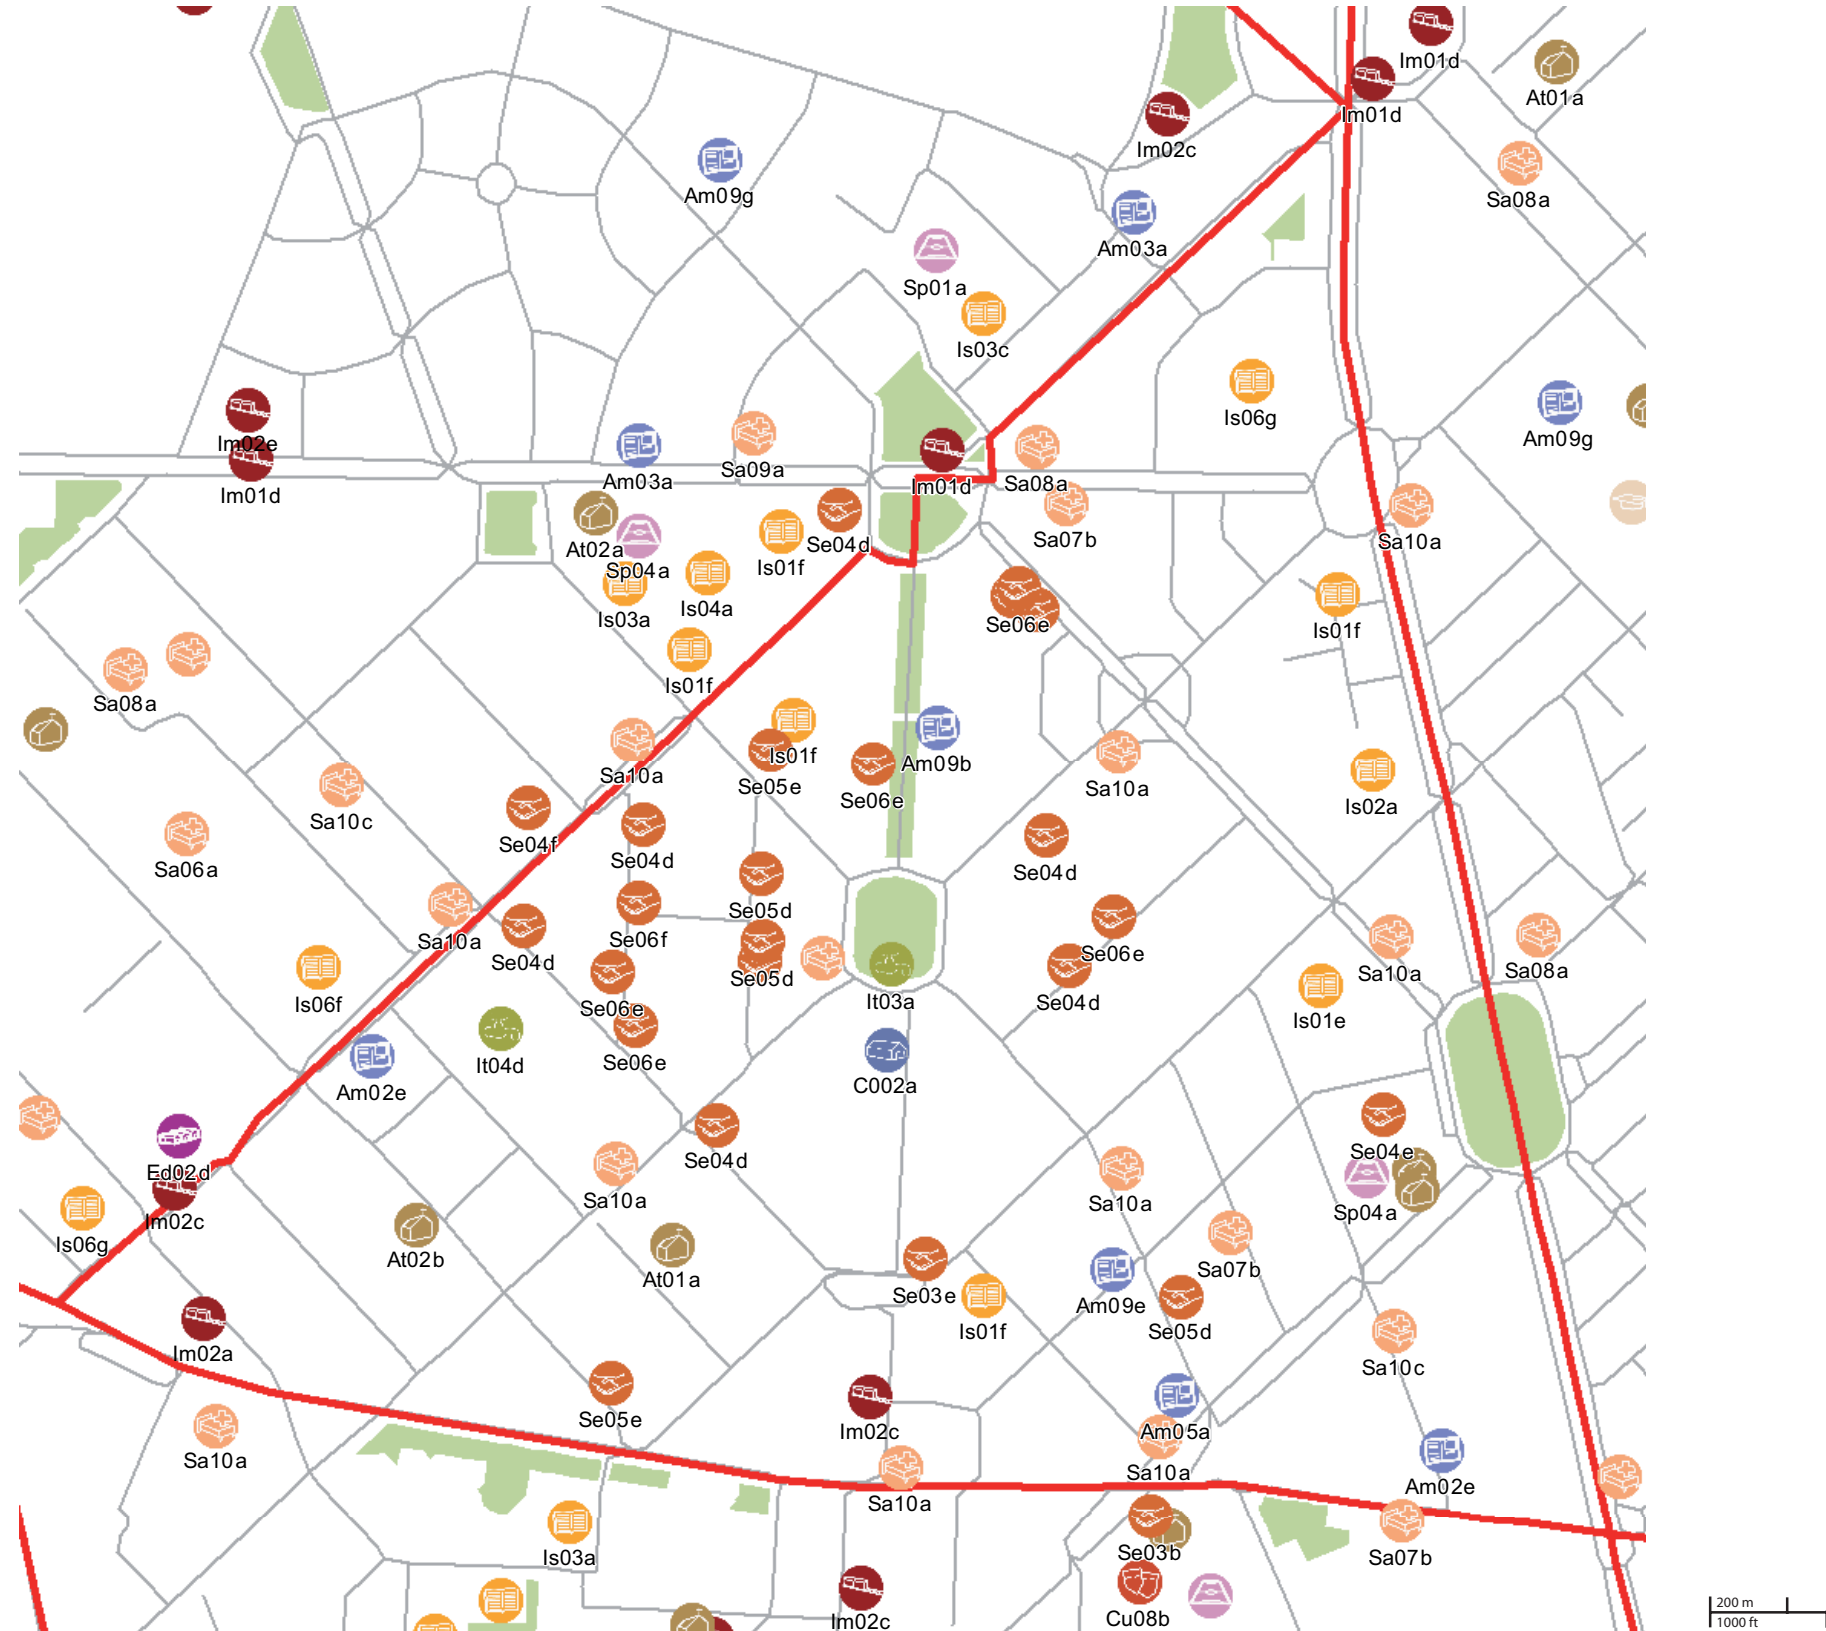 Im01d
At01a
Im01d
Im02c
Am09g
Sa08a
Am03a
Sp01a
Is03c
Is06g
Am09g
Im02e
Im01d
Am03a
Sa09a
Im01d
Sa08a
At02a
Sp04a
Se04d
Is01f
Sa07b
Sa10a
Is03a
Is04a
Se06e
Is01f
Is01f
Sa08a
Sa10a
Is01f
Se05e
Am09b
Se06e
Sa10a
Is02a
Sa10c
Se04f
Se04d
Sa06a
Se04d
Se05d
Sa10a
Se06f
Se04d
Se06e
Sa10a
Sa08a
Se05d
Is06f
It03a
Se04d
Se06e
Is01e
It04d
Se06e
Am02e
C002a
Se04d
Se04e
Ed02d
Sa10a
Sa10a
Im02c
Sp04a
Is06g
At02b
At01a
Sa07b
Se03e
Am09e
Is01f
Se05d
Im02a
Sa10c
Se05e
Im02c
Am05a
Sa10a
Sa10a
Am02e
Sa10a
Is03a
Se03b
Sa07b
Im02c
Cu08b
200 m
1000 ft